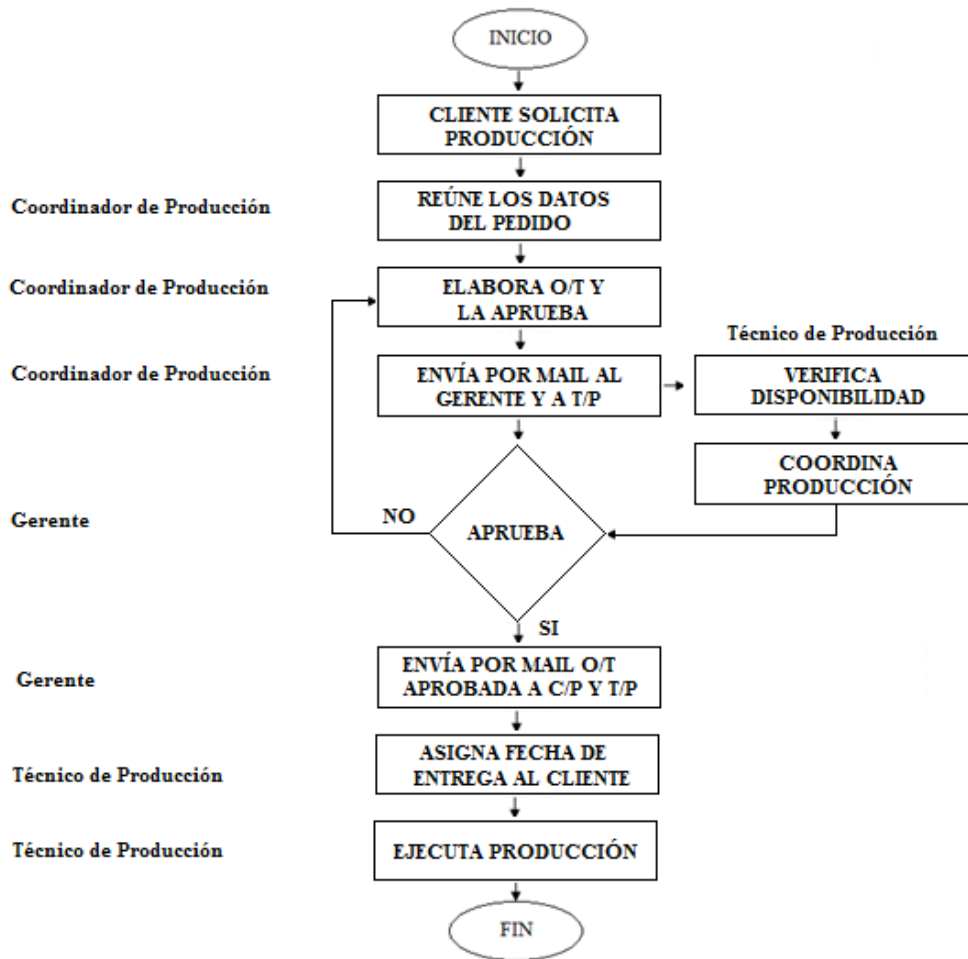 INICIO
CLIENTE SOLICITA
PRODUCCIÓN
Coordinador de Producción
REÚNE LOS DATOS
DEL PEDIDO
Coordinador de Producción
ELABORA O/T Y
LA APRUEBA
Coordinador de Producción
ENVÍA POR MAIL AL
GERENTE Y A T/P
Técnico de Producción
VERIFICA
DISPONIBILIDAD
COORDINA
PRODUCCIÓN
Gerente
NO
APRUEBA
SI
Gerente
ENVÍA POR MAIL O/T
APROBADA A C/P Y T/P
Técnico de Producción
ASIGNA FECHA DE
ENTREGA AL CLIENTE
Técnico de Producción
EJECUTA PRODUCCIÓN
FIN